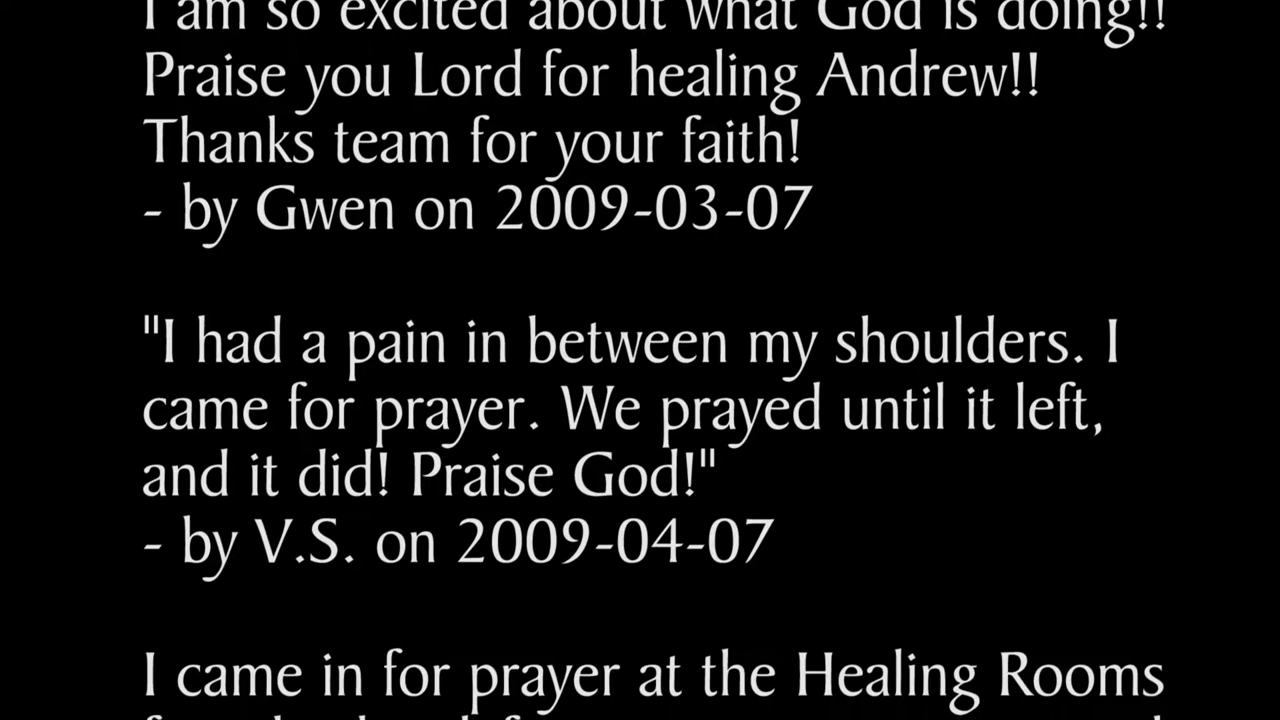 I am so excited about what God is doing!!
Praise you Lord for healing Andrew!!
Thanks team for your faith!
- by Gwen on 2009-03-07
"I had a pain in between my shoulders. I
came for prayer. We prayed until it left,
and it did! Praise God!"
- by V.S. on 2009-04-07
I came in for prayer at the Healing Rooms